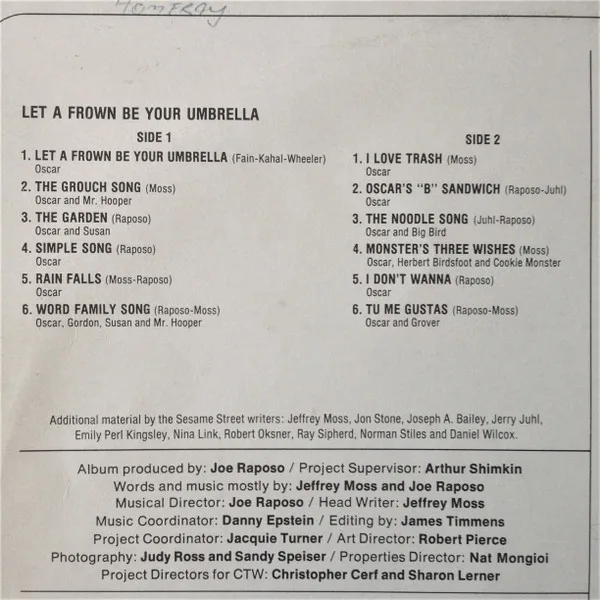 LET A FROWN BE YOUR UMBRELLA
SIDE 1
1. LET A FROWN BE YOUR UMBRELLA (Fain-Kahal-Wheeler)
Oscar
2. THE GROUCH SONG (Moss)
Oscar and Mr. Hooper
3. THE GARDEN (Raposo)
Oscar and Susan
4. SIMPLE SONG (Raposo)
Oscar
5. RAIN FALLS (Moss-Raposo)
Oscar
6. WORD FAMILY SONG (Raposo-Moss)
Oscar, Gordon, Susan and Mr. Hooper
SIDE 2
1. I LOVE TRASH (Moss)
Oscar
2. OSCAR'S "B" SANDWICH (Raposo-Juhl)
Oscar
3. THE NOODLE SONG (Juhl-Raposo)
Oscar and Big Bird
4. MONSTER'S THREE WISHES (Moss)
Oscar, Herbert Birdsfoot and Cookie Monster
5. I DON'T WANNA (Raposo)
Oscar
6. TU ME GUSTAS (Raposo-Moss)
Oscar and Grover
Additional material by the Sesame Street writers: Jeffrey Moss, Jon Stone, Joseph A. Bailey, Jerry Juhl,
Emily Perl Kingsley, Nina Link, Robert Oksner, Ray Sipherd, Norman Stiles and Daniel Wilcox.
Album produced by: Joe Raposo / Project Supervisor: Arthur Shimkin
Words and music mostly by: Jeffrey Moss and Joe Raposo
Musical Director: Joe Raposo / Head Writer: Jeffrey Moss
Music Coordinator: Danny Epstein / Editing by: James Timmens
Project Coordinator: Jacquie Turner / Art Director: Robert Pierce
Photography: Judy Ross and Sandy Speiser / Properties Director: Nat Mongioi
Project Directors for CTW: Christopher Cerf and Sharon Lerner